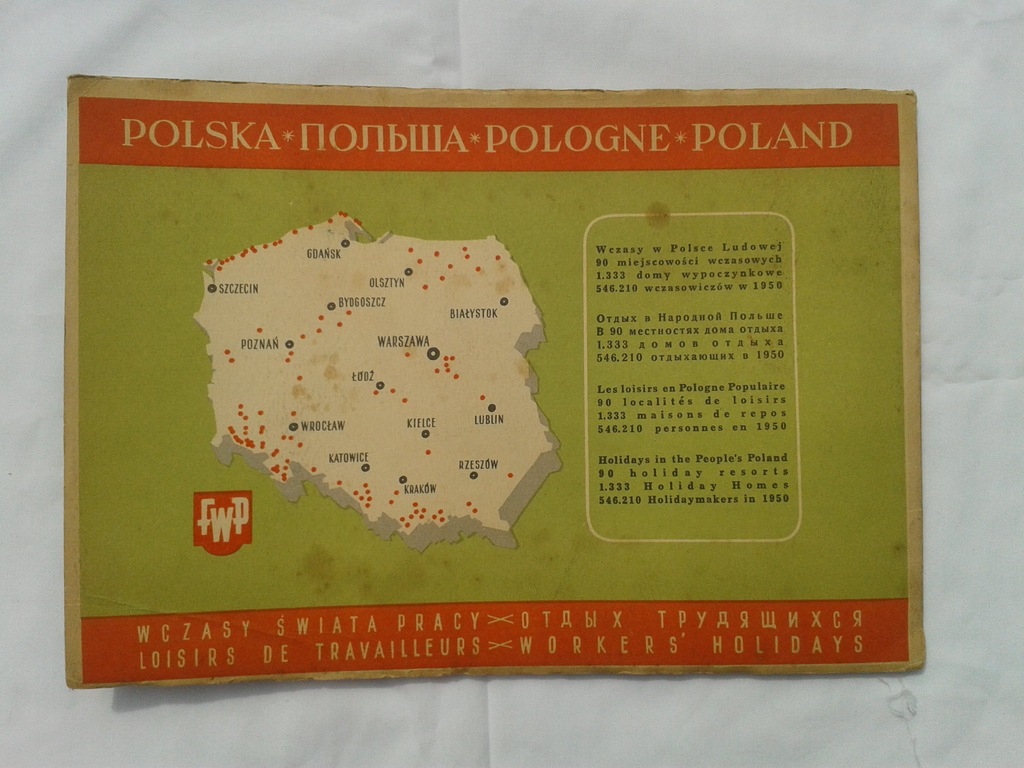 POLSKA * ПОЛЬША * POLOGNE * POLAND
GDAŃSK
OLSZTYN
SZCZECIN
BYDGOSZCZ
BIAŁYSTOK
POZNAŃ
WARSZAWA
ŁÓDŹ
LUBLIN
WROCŁAW
KIELCE
KATOWICE
RZESZÓW
KRAKÓW
FWP
Wczasy w Polsce Ludowej
90 miejscowości wczasowych
1.333 domy wypoczynkowe
546.210 wczasowiczów w 1950
Отдых в Народной Польше
В 90 местностях дома отдыха
1.333 домов отдыха
546.210 отдыхающих в 1950
Les loisirs en Pologne Populaire
90 localités de loisirs
1.333 maisons de repos
546.210 personnes en 1950
Holidays in the People's Poland
90 holiday resorts
1.333 Holiday Homes
546.210 Holidaymakers in 1950
WCZASY ŚWIATA PRACY × ОТДЫХ ТРУДЯЩИХСЯ
LOISIRS DE TRAVAILLEURS × WORKERS' HOLIDAYS